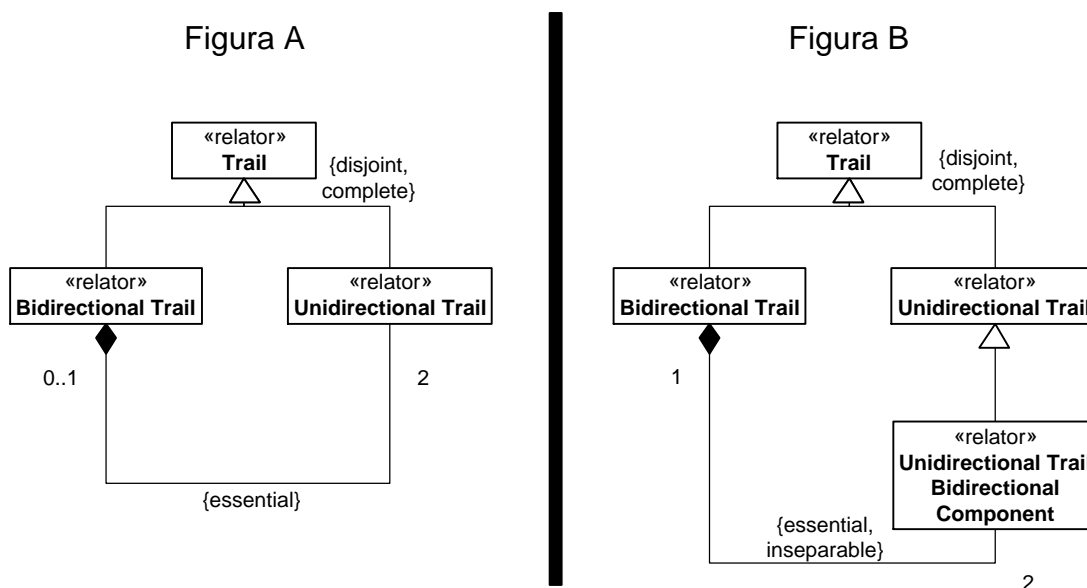 Figura A
«relator»
Trail
{disjoint,
complete}
«relator»
Bidirectional Trail
«relator»
Unidirectional Trail
0..1
2
{essential}
Figura B
«relator»
Trail
{disjoint,
complete}
«relator»
Bidirectional Trail
«relator»
Unidirectional Trail
1
«relator»
Unidirectional Trail
Bidirectional
Component
{essential,
inseparable}
2